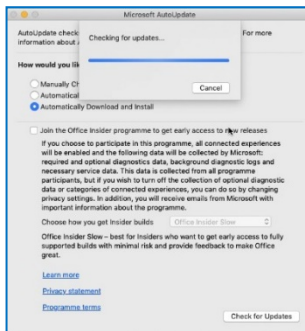 Microsoft AutoUpdate
AutoUpdate check
For more
information about
Checking for updates...
Cancel
How would you lik
Manually Ch
Automatical
Automatically Download and Install
Join the Office Insider programme to get early access to new releases
If you choose to participate in this programme, all connected experiences
will be enabled and the following data will be collected by Microsoft:
required and optional diagnostics data, background diagnostic logs and
necessary service data. This data is collected from all programme
participants, but if you wish to turn off the collection of optional diagnostic
data or categories of connected experiences, you can do so by changing
privacy settings. In addition, you will receive emails from Microsoft with
important information about the programme.
Choose how you get Insider builds
Office Insider Slow
Office Insider Slow – best for Insiders who want to get early access to fully
supported builds with minimal risk and provide feedback to make Office
great.
Learn more
Privacy statement
Programme terms
Check for Updates